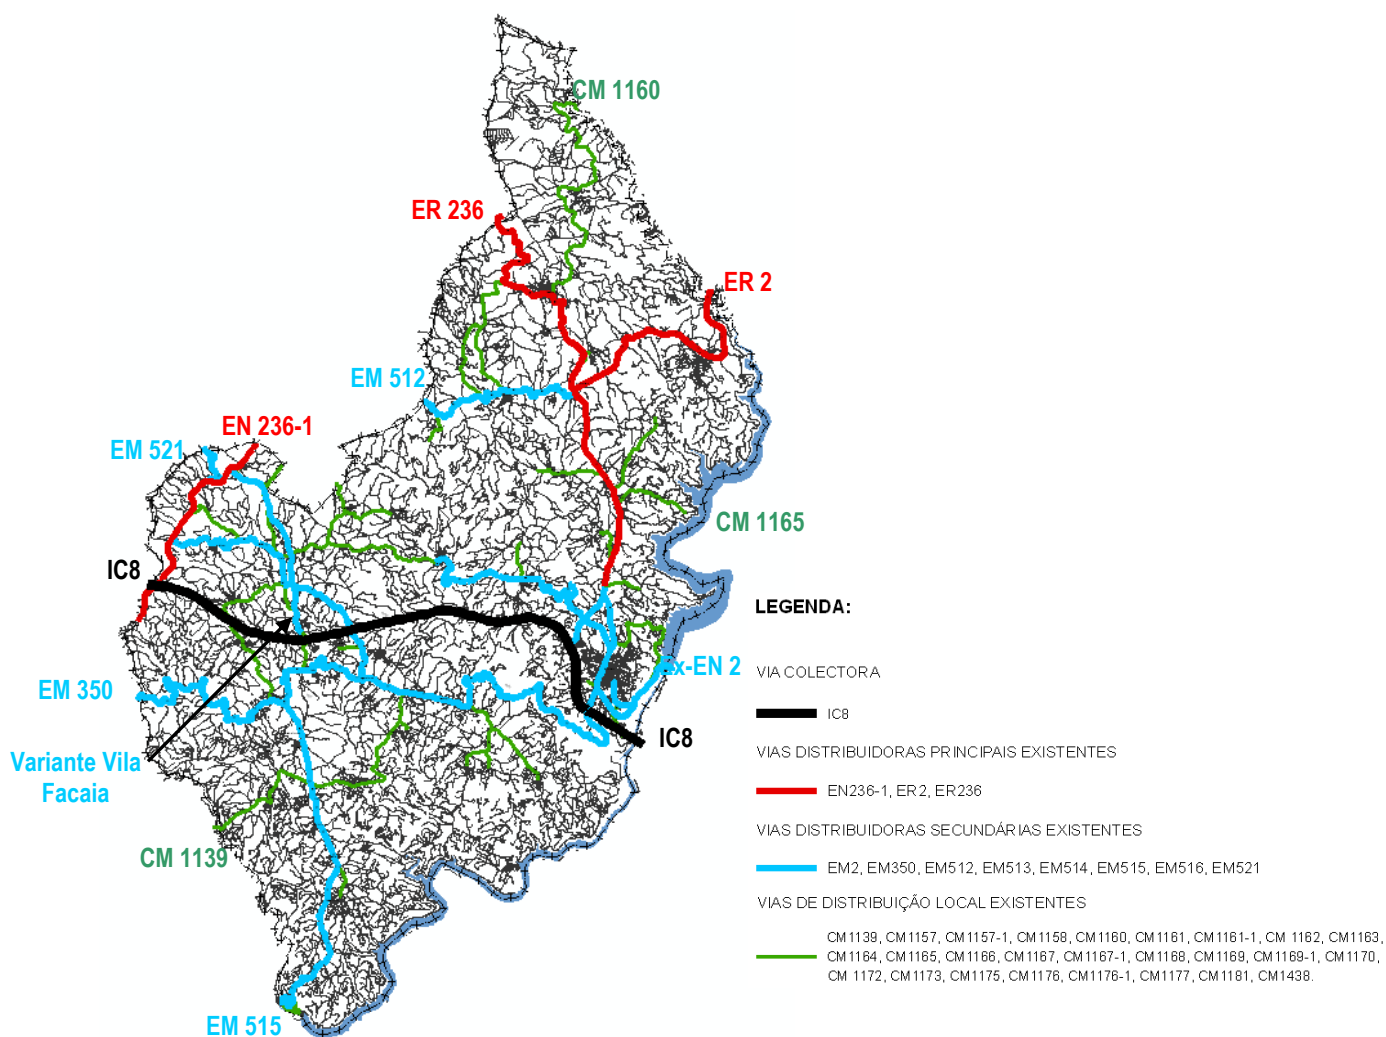 CM 1160
ER 236
ER 2
EM 512
EN 236-1
EM 521
CM 1165
IC8
LEGENDA:
Ex-EN 2
VIA COLECTORA
EM 350
IC8
IC8
VIAS DISTRIBUIDORAS PRINCIPAIS EXISTENTES
Variante Vila
Facaia
EN236-1, ER2, ER236
VIAS DISTRIBUIDORAS SECUNDÁRIAS EXISTENTES
CM 1139
EM2, EM350, EM512, EM513, EM514, EM515, EM516, EM521
VIAS DE DISTRIBUIÇÃO LOCAL EXISTENTES
CM1139, CM1157, CM1157-1, CM1158, CM1160, CM1161, CM1161-1, CM 1162, CM1163,
CM1164, CM1165, CM1166, CM1167, CM1167-1, CM1168, CM1169, CM1169-1, CM1170,
CM 1172, CM1173, CM1175, CM1176, CM1176-1, CM1177, CM1181, CM1438.
EM 515